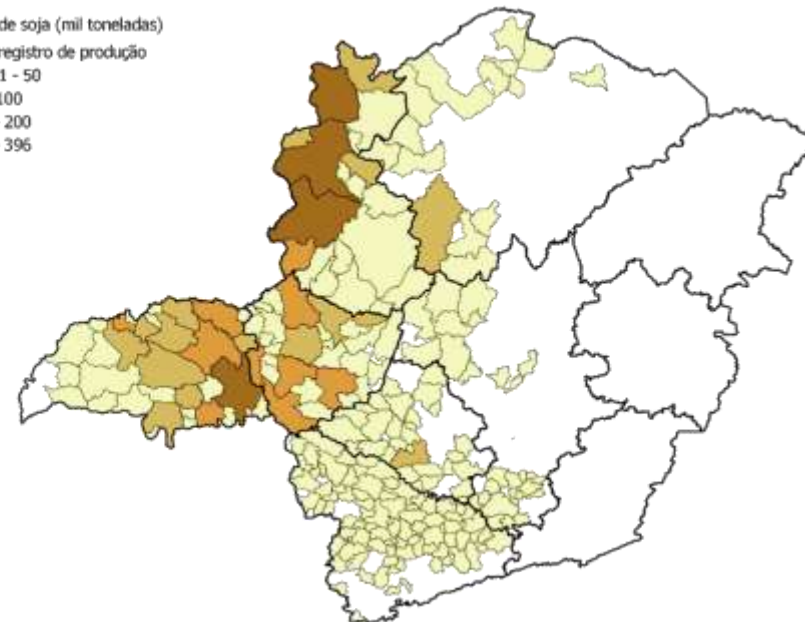 de soja (mil toneladas)
registro de produção
1 - 50
100
200
396